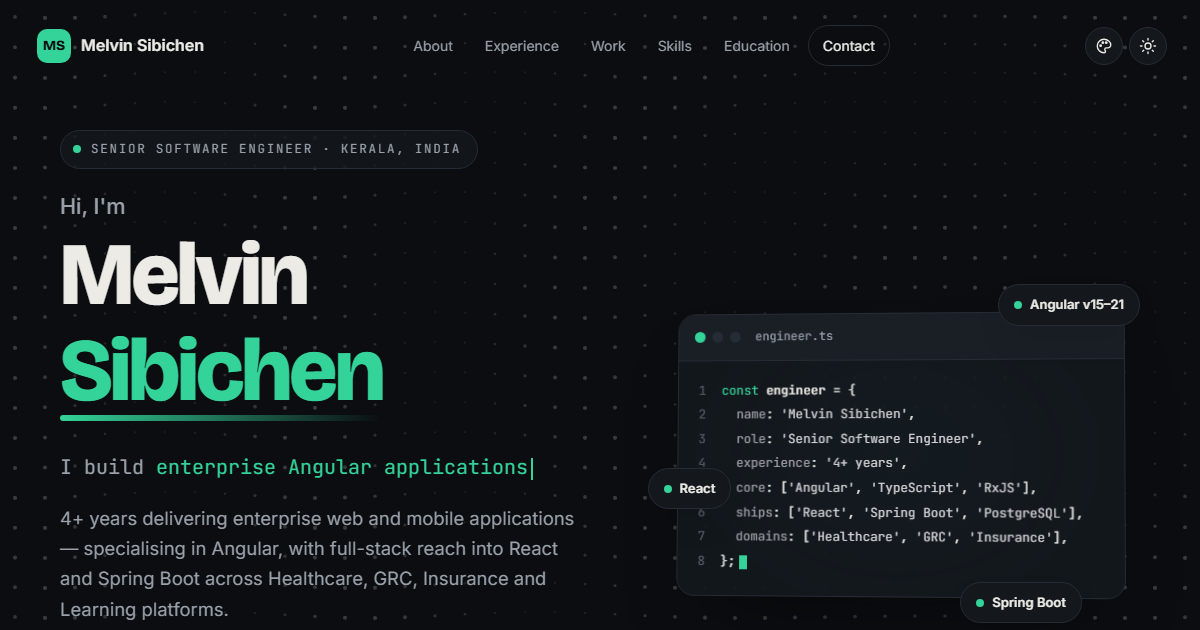 MS Melvin Sibichen
About Experience Work Skills Education Contact
SENIOR SOFTWARE ENGINEER · KERALA, INDIA
Hi, I'm
Melvin
Sibichen
I build enterprise Angular applications
4+ years delivering enterprise web and mobile applications
— specialising in Angular, with full-stack reach into React
and Spring Boot across Healthcare, GRC, Insurance and
Learning platforms.
Angular v15–21
engineer.ts
1 const engineer = {
2 name: 'Melvin Sibichen',
3 role: 'Senior Software Engineer',
4 experience: '4+ years',
core: ['Angular', 'TypeScript', 'RxJS'],
React
6 ships: ['React', 'Spring Boot', 'PostgreSQL'],
7 domains: ['Healthcare', 'GRC', 'Insurance'],
8 };
Spring Boot